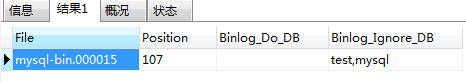 信息 结果1 概况 状态
File Position Binlog_Do_DB Binlog_Ignore_DB
mysql-bin.000015 107 test,mysql